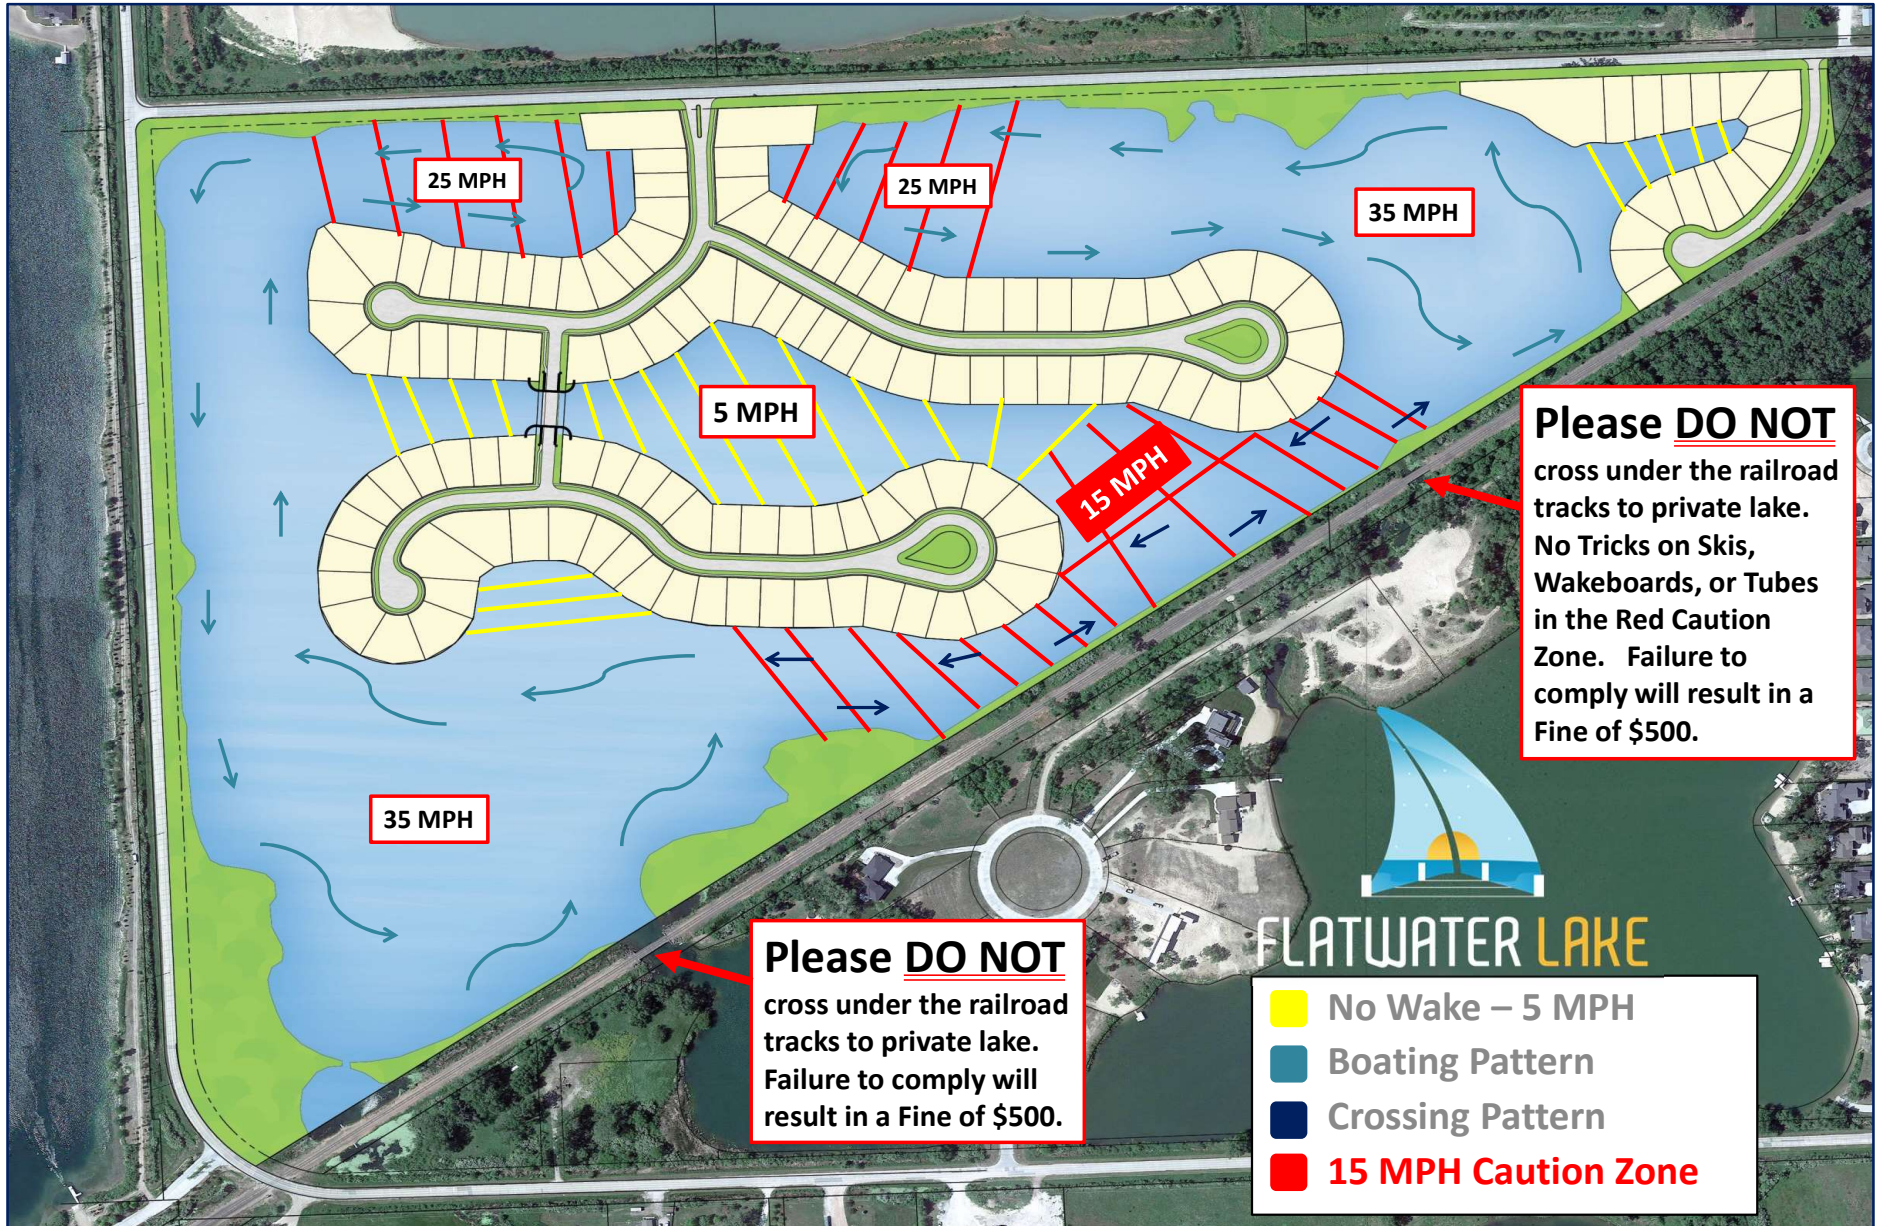 25 MPH
25 MPH
35 MPH
5 MPH
15 MPH
35 MPH
Please DO NOT
cross under the railroad
tracks to private lake.
No Tricks on Skis,
Wakeboards, or Tubes
in the Red Caution
Zone. Failure to
comply will result in a
Fine of $500.
Please DO NOT
cross under the railroad
tracks to private lake.
Failure to comply will
result in a Fine of $500.
FLATWATER LAKE
No Wake – 5 MPH
Boating Pattern
Crossing Pattern
15 MPH Caution Zone